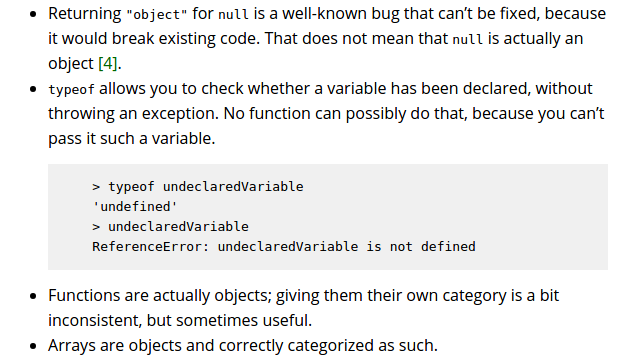 • Returning "object" for null is a well-known bug that can’t be fixed, because
it would break existing code. That does not mean that null is actually an
object [4].
• typeof allows you to check whether a variable has been declared, without
throwing an exception. No function can possibly do that, because you can’t
pass it such a variable.
> typeof undeclaredVariable
'undefined'
> undeclaredVariable
ReferenceError: undeclaredVariable is not defined
• Functions are actually objects; giving them their own category is a bit
inconsistent, but sometimes useful.
• Arrays are objects and correctly categorized as such.